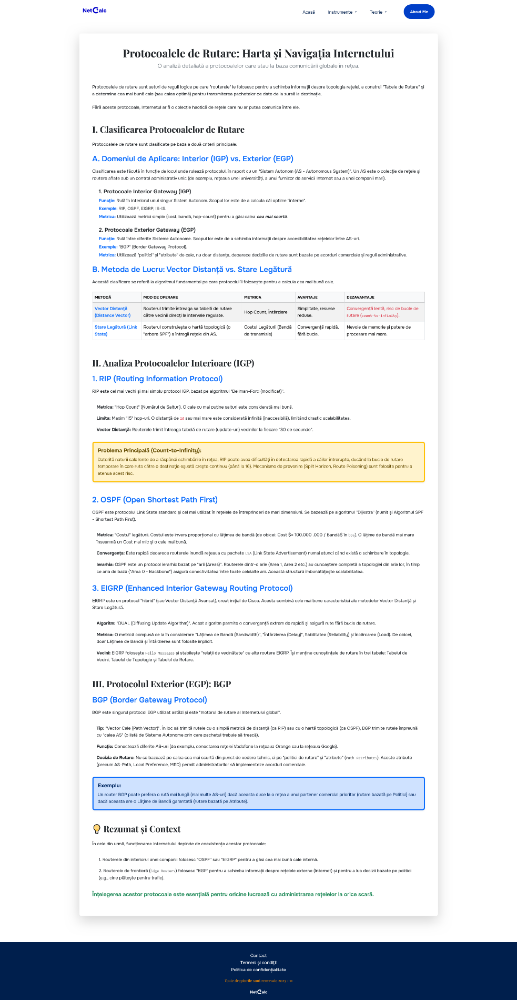 NetCalc
Acasă Instrumente Teorie About Me
Protocoalele de Rutare: Harta și Navigația Internetului
O analiză detaliată a protocoalelor care stau la baza comunicării globale în rețea.
Protocoalele de rutare sunt seturi de reguli logice pe care "routerele" le folosesc pentru a schimba informații despre topologia rețelei, a construi "Tabele de Rutare" și
a determina cea mai bună cale (sau calea optimă) pentru transmiterea pachetelor de date de la sursă la destinație.
Fără aceste protocoale, Internetul ar fi o colecție haotică de rețele care nu ar putea comunica între ele.
I. Clasificarea Protocoalelor de Rutare
Protocoalele de rutare sunt clasificate pe baza a două criterii principale:
A. Domeniul de Aplicare: Interior (IGP) vs. Exterior (EGP)
Clasificarea este făcută în funcție de locul unde rulează protocolul, în raport cu un "Sistem Autonom (AS - Autonomous System)". Un AS este o colecție de rețele și
routere aflate sub un control administrativ unic (de exemplu, rețeaua unei universități, a unui furnizor de servicii Internet sau a unei companii mari).
1. Protocoale Interior Gateway (IGP)
Funcție: Rulă în interiorul unui singur Sistem Autonom. Scopul lor este de a calcula căi optime "interne".
Exemple: RIP, OSPF, EIGRP, IS-IS.
Metrica: Utilizează metrici simple (cost, bandă, hop-count) pentru a găsi calea cea mai scurtă.
2. Protocoale Exterior Gateway (EGP)
Funcție: Rulă între diferite Sisteme Autonome. Scopul lor este de a schimba informații despre accesibilitatea rețelelor între AS-uri.
Exemplu: "BGP" (Border Gateway Protocol).
Metrica: Utilizează "politici" și "atribute" de cale, nu doar distanța, deoarece deciziile de rutare sunt bazate pe acorduri comerciale și reguli administrative.
B. Metoda de Lucru: Vector Distanță vs. Stare Legătură
Această clasificare se referă la algoritmul fundamental pe care protocolul îl folosește pentru a calcula cea mai bună cale.
METODĂ MOD DE OPERARE METRICA AVANTAJE DEZAVANTAJE
Vector Distanță (Distance Vector) Routerul trimite întreaga sa tabelă de rutare către vecinii direcți la intervale regulate. Hop Count, Întârziere Simplitate, resurse reduse. Convergență lentă, risc de bucle de rutare (count-to-infinity).
Stare Legătură (Link State) Routerul construiește o hartă topologică (o "arbore SPF") a întregii rețele din AS. Costul Legăturii (Bandă de transmisie) Convergență rapidă, fără bucle. Nevoie de memorie și putere de procesare mai mare.
II. Analiza Protocoalelor Interioare (IGP)
1. RIP (Routing Information Protocol)
RIP este cel mai vechi și mai simplu protocol IGP, bazat pe algoritmul "Bellman-Ford (modificat)".
Metrica: "Hop Count" (Numărul de Salturi). O cale cu mai puține salturi este considerată mai bună.
Limita: Maxim "15" hop-uri. O distanță de 16 sau mai mare este considerată infinită (inaccesibilă), limitând drastic scalabilitatea.
Vector Distanță: Routerele trimit întreaga tabelă de rutare (update-uri) vecinilor la fiecare "30 de secunde".
Problema Principală (Count-to-Infinity):
Datorită naturii sale lente de a răspândi schimbările în rețea, RIP poate avea dificultăți în detectarea rapidă a căilor întrerupte, ducând la bucle de rutare
temporare în care ruta către o destinație eșuată crește continuu (până la 16). Mecanisme de prevenire (Split Horizon, Route Poisoning) sunt folosite pentru a
atenua acest risc.
2. OSPF (Open Shortest Path First)
OSPF este protocolul Link State standard și cel mai utilizat în rețelele de întreprinderi de mari dimensiuni. Se bazează pe algoritmul "Dijkstra" (numit și Algoritmul SPF
- Shortest Path First).
Metrica: "Costul" legăturii. Costul este invers proporțional cu lățimea de bandă (de obicei: Cost $= 100.000 .000 / Bandă$ în bps). O lățime de bandă mai mare
înseamnă un Cost mai mic și o cale mai bună.
Convergența: Este rapidă deoarece routerele inundă rețeaua cu pachete LSA (Link State Advertisement) numai atunci când există o schimbare în topologie.
Ierarhia: OSPF este un protocol ierarhic bazat pe "arii (Areas)". Routerele dintr-o arie (Area 1, Area 2 etc.) au cunoaștere completă a topologiei din aria lor, în timp
ce aria de bază ("Area 0 - Backbone") asigură conectivitatea între toate celelalte arii. Această structură îmbunătățește scalabilitatea.
3. EIGRP (Enhanced Interior Gateway Routing Protocol)
EIGRP este un protocol "hibrid" (sau Vector Distanță Avansat), creat inițial de Cisco. Acesta combină cele mai bune caracteristici ale metodelor Vector Distanță și
Stare Legătură.
Algoritm: "DUAL (Diffusing Update Algorithm)". Acest algoritm permite o convergență extrem de rapidă și asigură rute fără bucle de rutare.
Metrica: O metrică compusă ce ia în considerare "Lățimea de Bandă (Bandwidth)", "Întârzierea (Delay)", fiabilitatea (Reliability) și încărcarea (Load). De obicei,
doar Lățimea de Bandă și Întârzierea sunt folosite implicit.
Vecini: EIGRP folosește Hello Messages și stabilește "relații de vecinătate" cu alte routere EIGRP. Își menține cunoștințele de rutare în trei tabele: Tabelul de
Vecini, Tabelul de Topologie și Tabelul de Rutare.
III. Protocolul Exterior (EGP): BGP
BGP (Border Gateway Protocol)
BGP este singurul protocol EGP utilizat astăzi și este "motorul de rutare al Internetului global".
Tip: "Vector Cale (Path Vector)". În loc să trimită rutele cu o simplă metrică de distanță (ca RIP) sau cu o hartă topologică (ca OSPF), BGP trimite rutele împreună
cu "calea AS" (o listă de Sisteme Autonome prin care pachetul trebuie să treacă).
Funcție: Conectează diferite AS-uri (de exemplu, conectarea rețelei Vodafone la rețeaua Orange sau la rețeaua Google).
Decizia de Rutare: Nu se bazează pe calea cea mai scurtă din punct de vedere tehnic, ci pe "politici de rutare" și "atribute" (Path Attributes). Aceste atribute
(precum AS-Path, Local Preference, MED) permit administratorilor să implementeze acorduri comerciale.
Exemplu:
Un router BGP poate prefera o rută mai lungă (mai multe AS-uri) dacă aceasta duce la o rețea a unui partener comercial prioritar (rutare bazată pe Politici) sau
dacă aceasta are o Lățime de Bandă garantată (rutare bazată pe Atribute).
Rezumat și Context
În cele din urmă, funcționarea Internetului depinde de coexistența acestor protocoale:
1. Routerele din interiorul unei companii folosesc "OSPF" sau "EIGRP" pentru a găsi cea mai bună cale internă.
2. Routerele de frontieră (Edge Routers) folosesc "BGP" pentru a schimba informații despre rețelele externe (Internet) și pentru a lua decizii bazate pe politici
(e.g., cine plătește pentru trafic).
Înțelegerea acestor protocoale este esențială pentru oricine lucrează cu administrarea rețelelor la orice scară.
Contact
Termeni și condiții
Politica de confidențialitate
Toate drepturile sunt rezervate 2025 - ∞
NetCalc